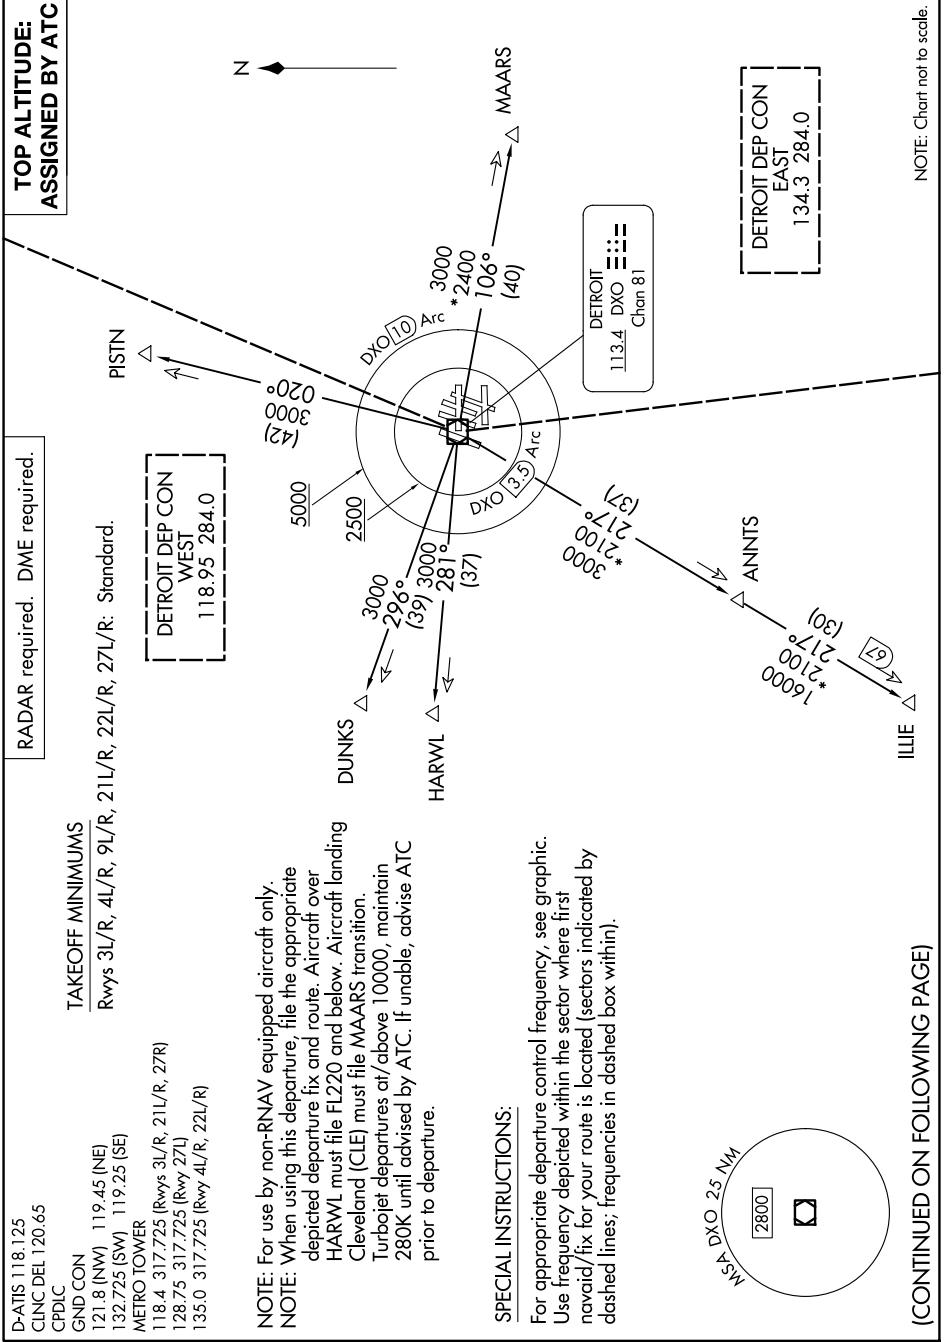 D-ATIS 118.125
CLNC DEL 120.65
CPDLC
GND CON
121.8 (NW) 119.45 (NE)
132.725 (SW) 119.25 (SE)
METRO TOWER
118.4 317.725 (Rwys 3L/R, 21L/R, 27R)
128.75 317.725 (Rwy 27L)
135.0 317.725 (Rwy 4L/R, 22L/R)
RADAR required. DME required.
TOP ALTITUDE:
ASSIGNED BY ATC
TAKEOFF MINIMUMS
Rwys 3L/R, 4L/R, 9L/R, 21L/R, 22L/R, 27L/R: Standard.
DETROIT DEP CON
WEST
118.95 284.0
PISTN
N
020°
3000
(42)
NOTE: For use by non-RNAV equipped aircraft only.
NOTE: When using this departure, file the appropriate
depicted departure fix and route. Aircraft over
HARWL must file FL220 and below. Aircraft landing
Cleveland (CLE) must file MAARS transition.
Turbojet departures at/above 10000, maintain
280K until advised by ATC. If unable, advise ATC
prior to departure.
5000
2500
DXO 10 Arc
DXO 3.5 Arc
DUNKS
3000
296°
(39)
HARWL
3000
281°
(37)
3000
*2400
106°
(40)
MAARS
DETROIT
113.4 DXO
Chan 81
3000
*2100
217°
(37)
ANNTS
16000
*2100
217°
(30)
67
ILLIE
DETROIT DEP CON
EAST
134.3 284.0
SPECIAL INSTRUCTIONS:
For appropriate departure control frequency, see graphic.
Use frequency depicted within the sector where first
navaid/fix for your route is located (sectors indicated by
dashed lines; frequencies in dashed box within).
MSA DXO 25 NM
2800
NOTE: Chart not to scale.
(CONTINUED ON FOLLOWING PAGE)